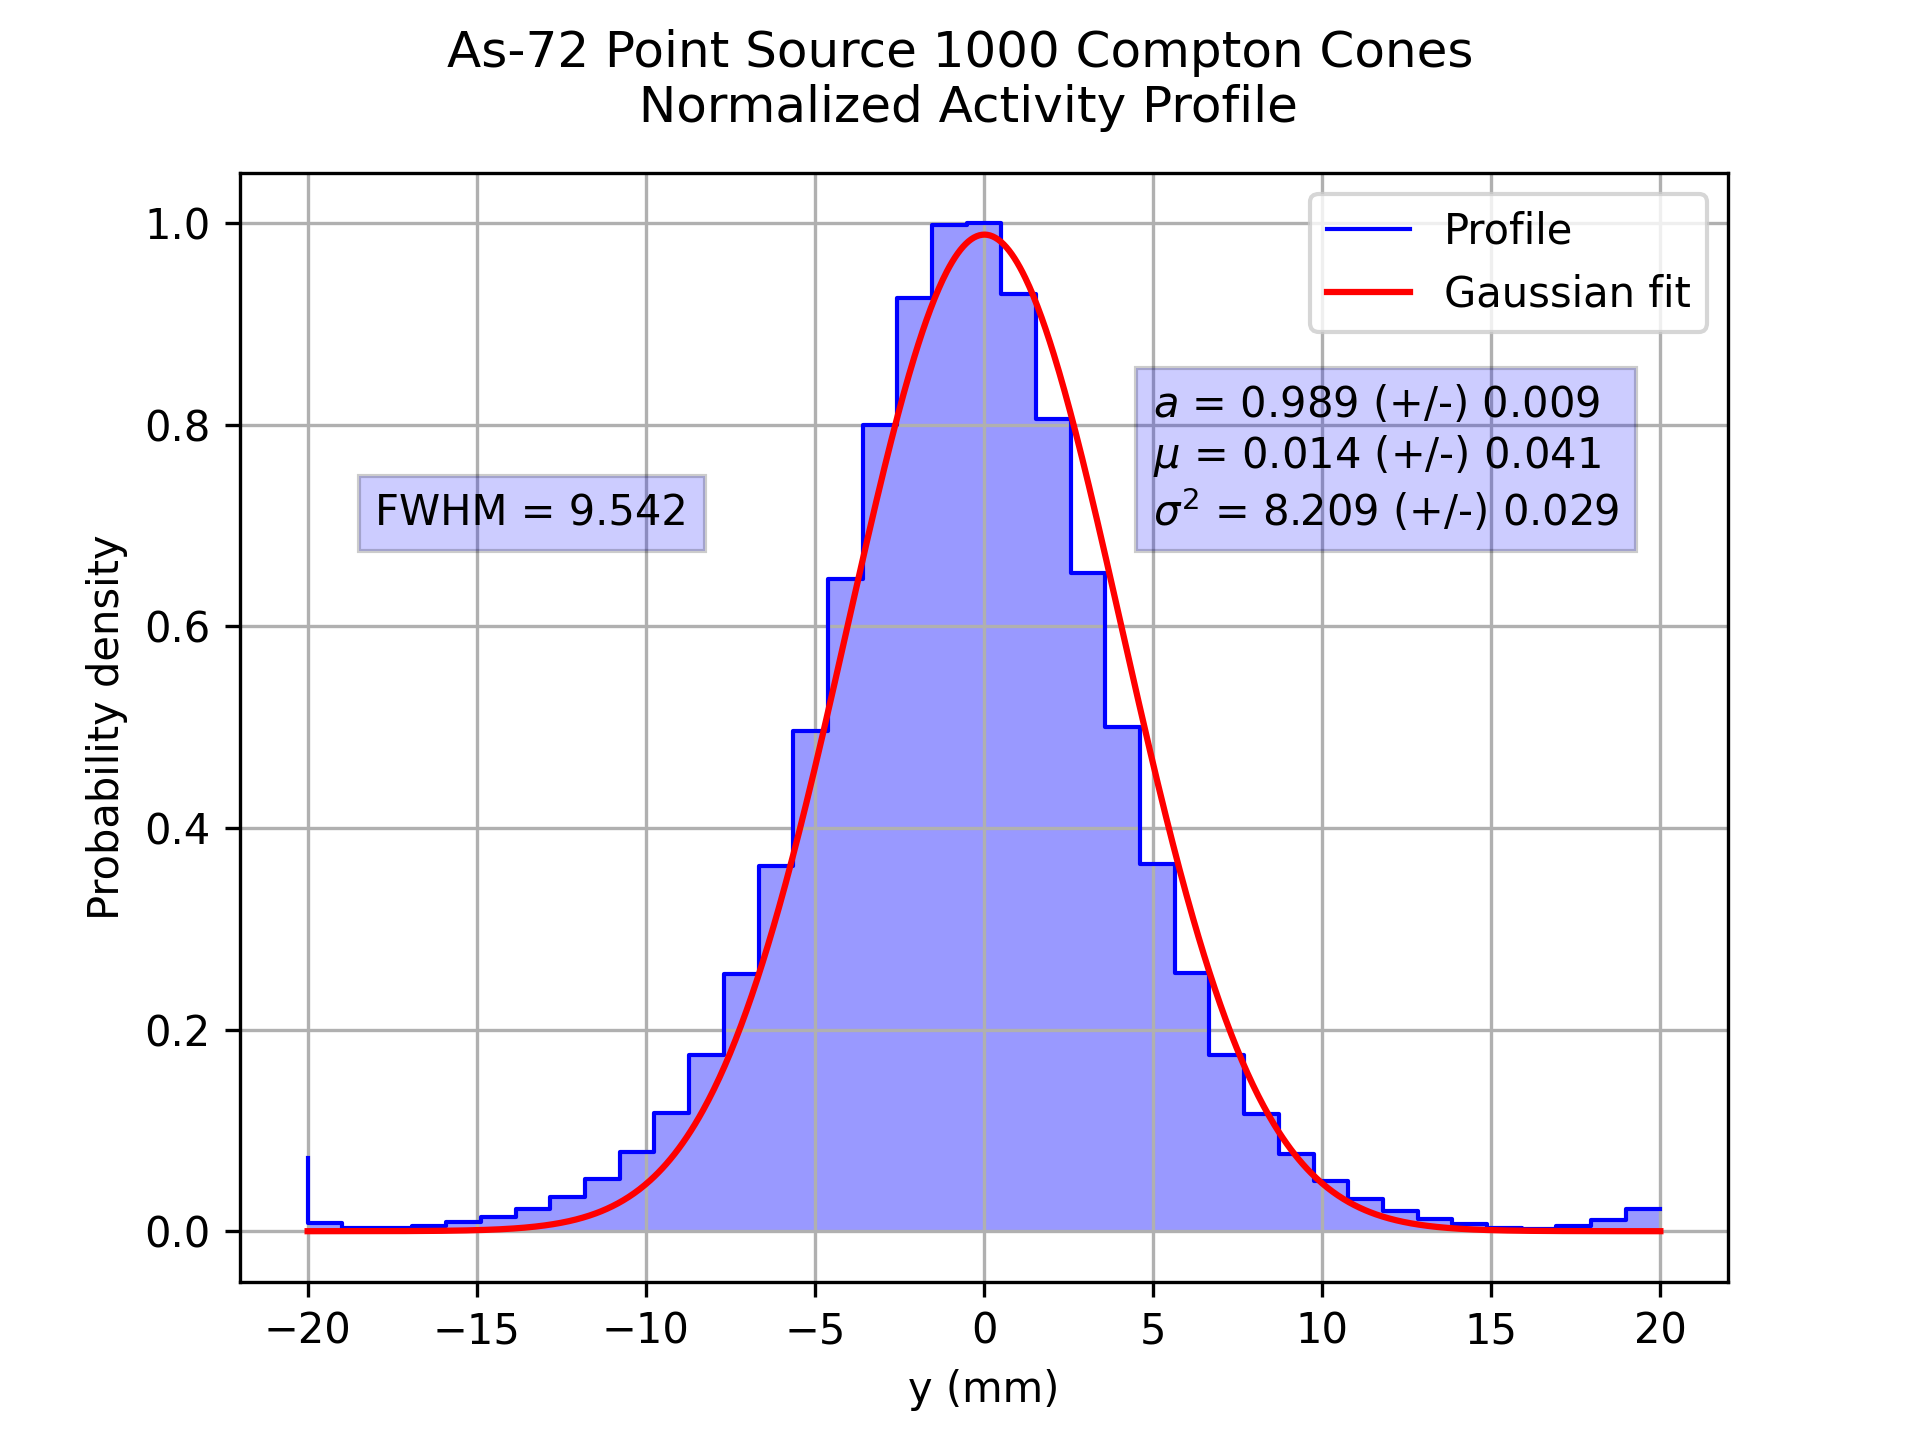 As-72 Point Source 1000 Compton Cones
Normalized Activity Profile
Profile
Gaussian fit
a = 0.989 (+/-) 0.009
μ = 0.014 (+/-) 0.041
σ² = 8.209 (+/-) 0.029
FWHM = 9.542
Probability density
1.0
0.8
0.6
0.4
0.2
0.0
−20 −15 −10 −5 0 5 10 15 20
y (mm)